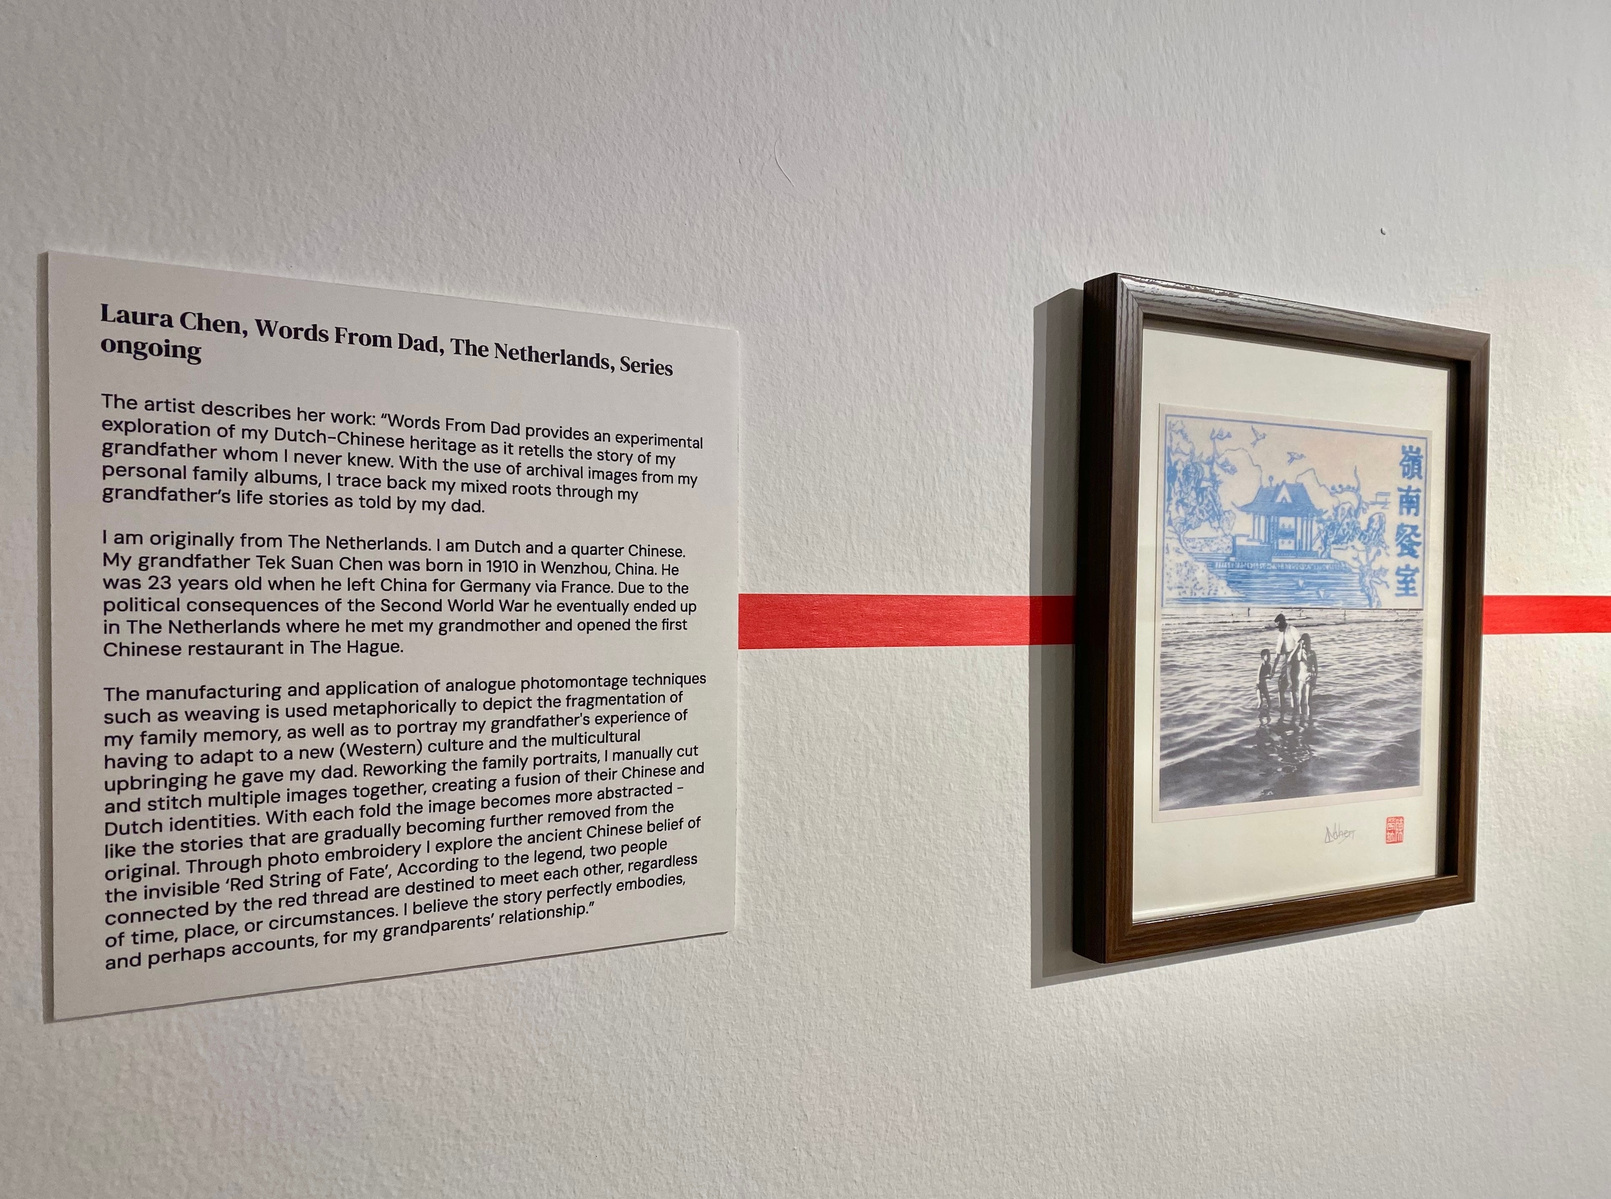 Laura Chen, Words From Dad, The Netherlands, Series
ongoing
The artist describes her work: “Words From Dad provides an experimental
exploration of my Dutch-Chinese heritage as it retells the story of my
grandfather whom I never knew. With the use of archival images from my
personal family albums, I trace back my mixed roots through my
grandfather's life stories as told by my dad.
I am originally from The Netherlands. I am Dutch and a quarter Chinese.
My grandfather Tek Suan Chen was born in 1910 in Wenzhou, China. He
was 23 years old when he left China for Germany via France. Due to the
political consequences of the Second World War he eventually ended up
in The Netherlands where he met my grandmother and opened the first
Chinese restaurant in The Hague.
The manufacturing and application of analogue photomontage techniques
such as weaving is used metaphorically to depict the fragmentation of
my family memory, as well as to portray my grandfather's experience of
having to adapt to a new (Western) culture and the multicultural
upbringing he gave my dad. Reworking the family portraits, I manually cut
and stitch multiple images together, creating a fusion of their Chinese and
Dutch identities. With each fold the image becomes more abstracted –
like the stories that are gradually becoming further removed from the
original. Through photo embroidery I explore the ancient Chinese belief of
the invisible ‘Red String of Fate’, According to the legend, two people
connected by the red thread are destined to meet each other, regardless
of time, place, or circumstances. I believe the story perfectly embodies,
and perhaps accounts, for my grandparents' relationship.”
嶺南餐室